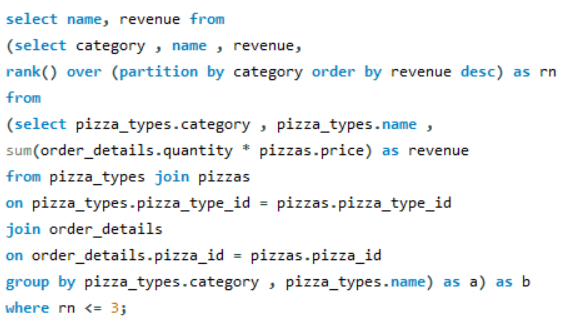 select name, revenue from
(select category , name , revenue,
rank() over (partition by category order by revenue desc) as rn
from
(select pizza_types.category , pizza_types.name ,
sum(order_details.quantity * pizzas.price) as revenue
from pizza_types join pizzas
on pizza_types.pizza_type_id = pizzas.pizza_type_id
join order_details
on order_details.pizza_id = pizzas.pizza_id
group by pizza_types.category , pizza_types.name) as a) as b
where rn <= 3;